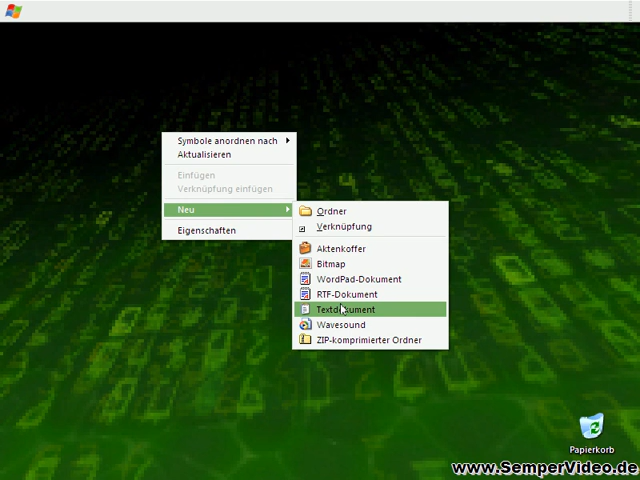 Symbole anordnen nach
Aktualisieren
Einfügen
Verknüpfung einfügen
Neu
Eigenschaften
Ordner
Verknüpfung
Aktenkoffer
Bitmap
WordPad-Dokument
RTF-Dokument
Textdokument
Wavesound
ZIP-komprimierter Ordner
Papierkorb
www.SemperVideo.de